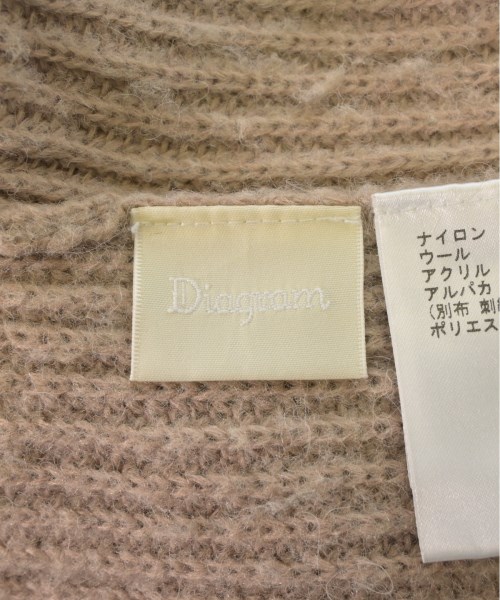 Diagram
ナイロン
ウール
アクリル
アルパカ
(別布 刺
ポリエス